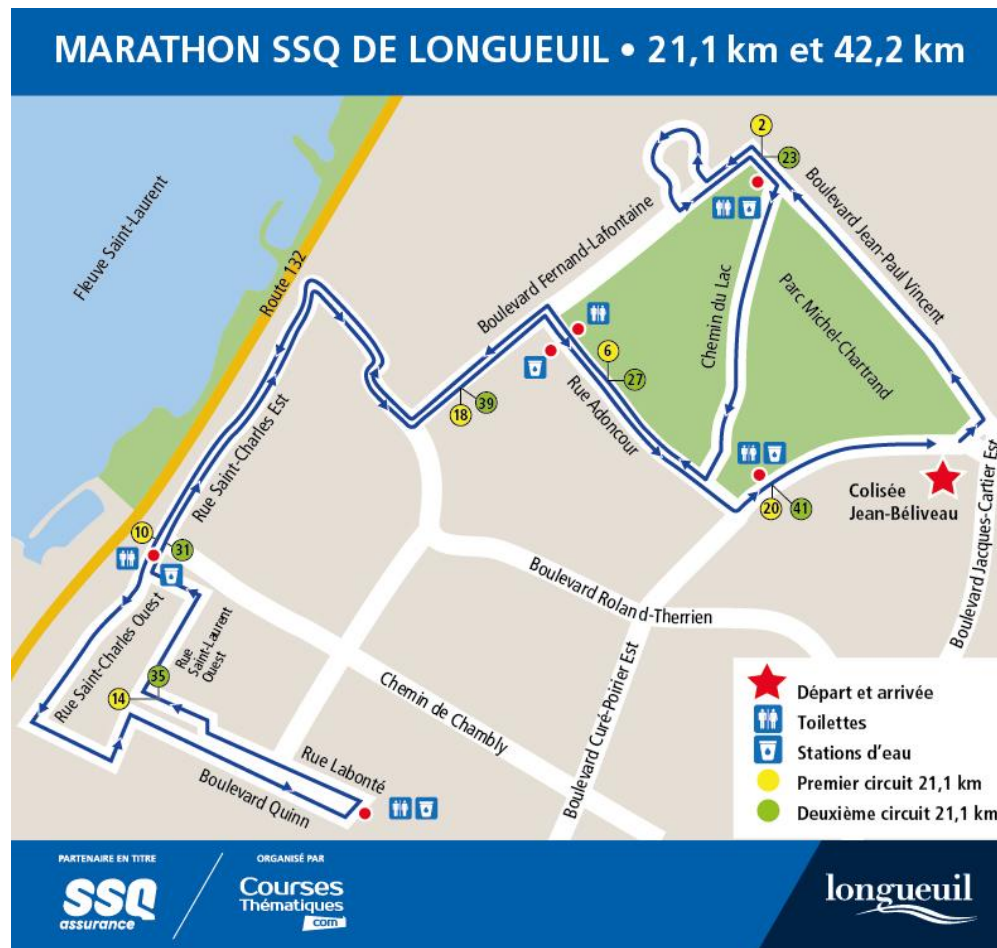 MARATHON SSQ DE LONGUEUIL • 21,1 km et 42,2 km
2
23
Fleuve Saint-Laurent
Route 132
Boulevard Fernand-Lafontaine
Boulevard Jean-Paul Vincent
Chemin du Lac
Parc Michel-Chartrand
6
27
Rue Adoncour
18
39
Rue Saint-Charles Est
20
41
Colisée
Jean-Béliveau
Boulevard Jacques-Cartier Est
10
31
Boulevard Roland-Therrien
Rue Saint-Charles Ouest
Rue
Saint-Laurent
Ouest
35
14
Chemin de Chambly
Boulevard Curé-Poirier Est
Rue Labonté
Boulevard Quinn
Départ et arrivée
Toilettes
Stations d'eau
Premier circuit 21,1 km
Deuxième circuit 21,1 km
PARTENAIRE EN TITRE
SSQ
assurance
ORGANISÉ PAR
Courses
Thématiques
com
longueuil